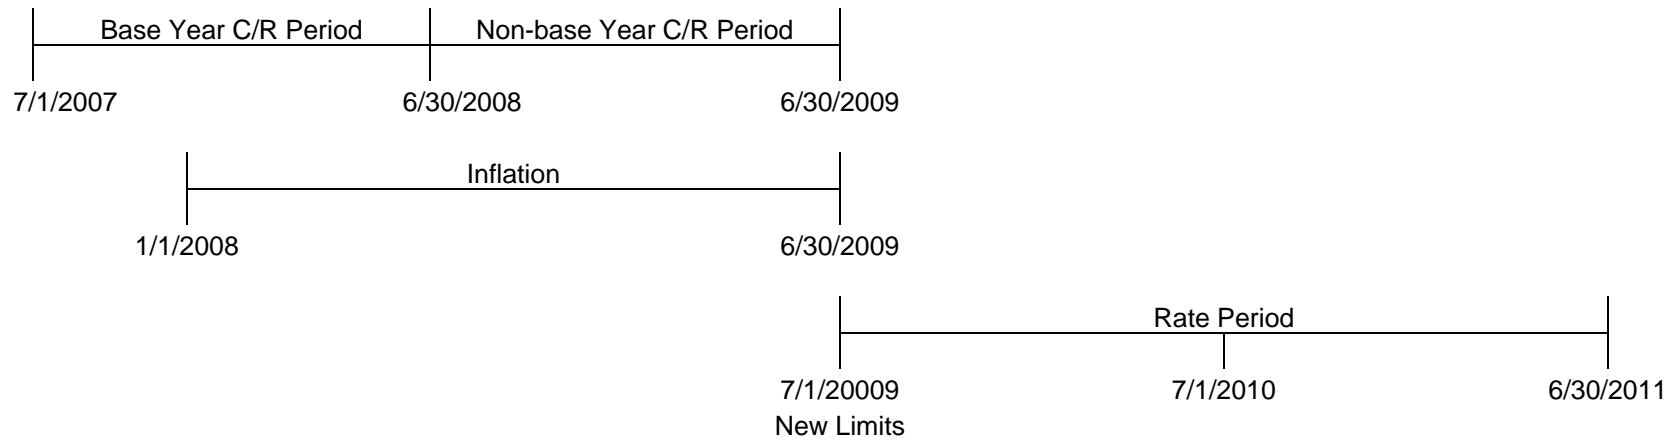 Base Year C/R Period Non-base Year C/R Period
7/1/2007 6/30/2008 6/30/2009
Inflation
1/1/2008 6/30/2009
Rate Period
7/1/20009 7/1/2010 6/30/2011
New Limits